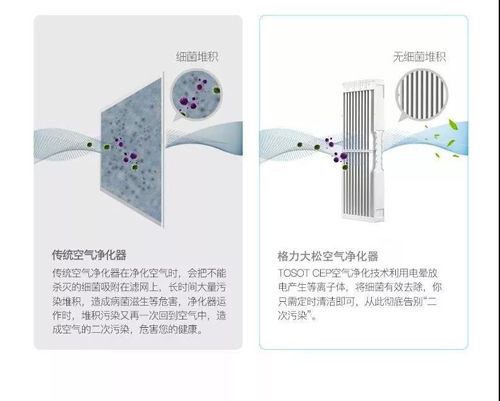 细菌堆积
传统空气净化器
传统空气净化器在净化空气时，会把不能
杀灭的细菌吸附在滤网上，长时间大量污
染堆积，造成病菌滋生等危害，净化器运
作时，堆积污染又再一次回到空气中，造
成空气的二次污染，危害您的健康。
无细菌堆积
格力大松空气净化器
TOSOT CEP空气净化技术利用电晕放
电产生等离子体，将细菌有效去除，你
只需定时清洁即可，从此彻底告别“二
次污染”。